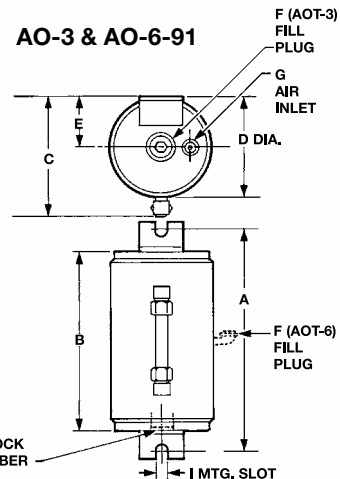 AO-3 & AO-6-91
F (AOT-3)
FILL
PLUG
G
AIR
INLET
E
C
D DIA.
A
B
F (AOT-6)
FILL
PLUG
OCK
BER
I MTG. SLOT